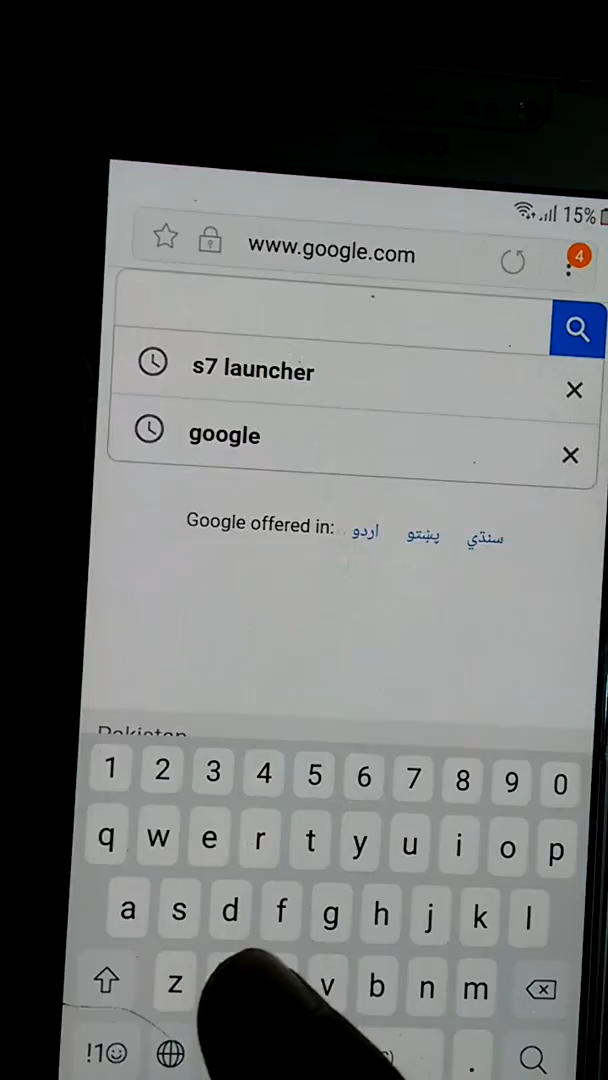 15%
www.google.com
4
s7 launcher
google
Google offered in: اردو پښتو سنڌي
Pakistan
1 2 3 4 5 6 7 8 9 0
q w e r t y u i o p
a s d f g h j k l
z v b n m
!1☺ .